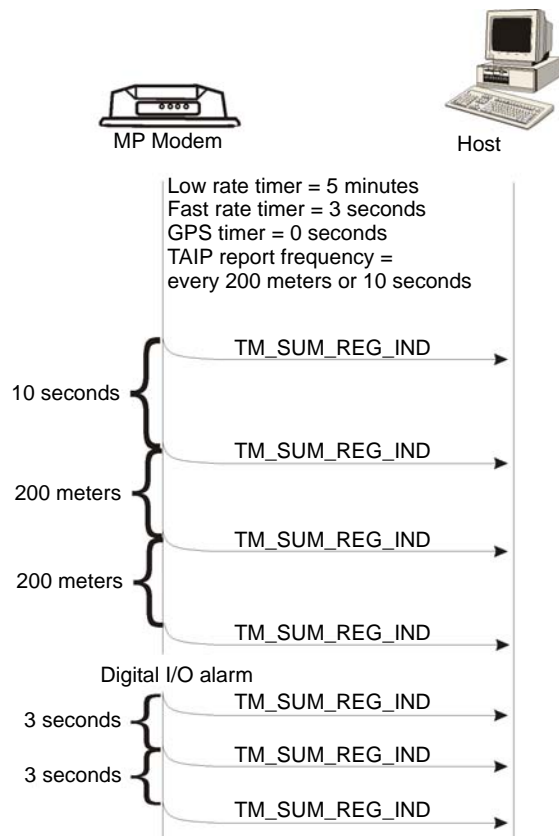 MP Modem
Host
Low rate timer = 5 minutes
Fast rate timer = 3 seconds
GPS timer = 0 seconds
TAIP report frequency =
every 200 meters or 10 seconds
TM_SUM_REG_IND
10 seconds
TM_SUM_REG_IND
200 meters
TM_SUM_REG_IND
200 meters
TM_SUM_REG_IND
Digital I/O alarm
TM_SUM_REG_IND
3 seconds
TM_SUM_REG_IND
3 seconds
TM_SUM_REG_IND